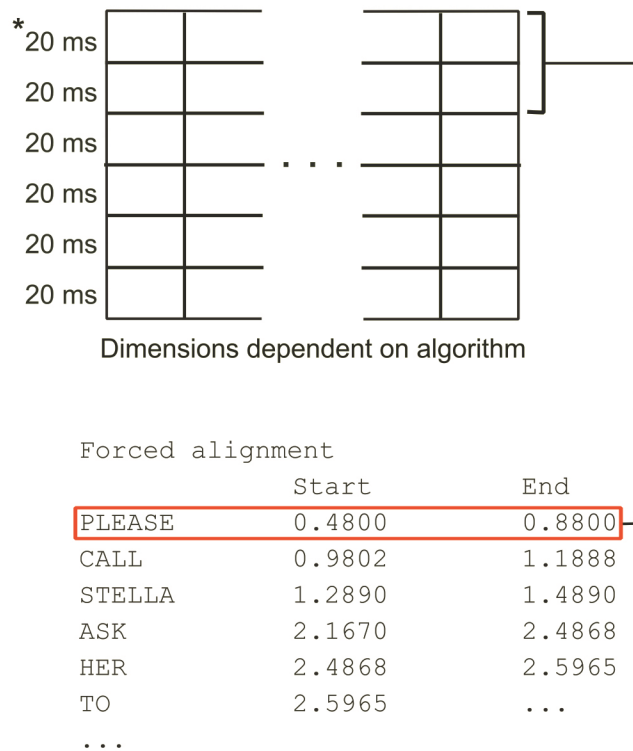 *20 ms
20 ms
20 ms
. . .
20 ms
20 ms
20 ms
Dimensions dependent on algorithm
Forced alignment
Start End
PLEASE 0.4800 0.8800
CALL 0.9802 1.1888
STELLA 1.2890 1.4890
ASK 2.1670 2.4868
HER 2.4868 2.5965
TO 2.5965 ...
...